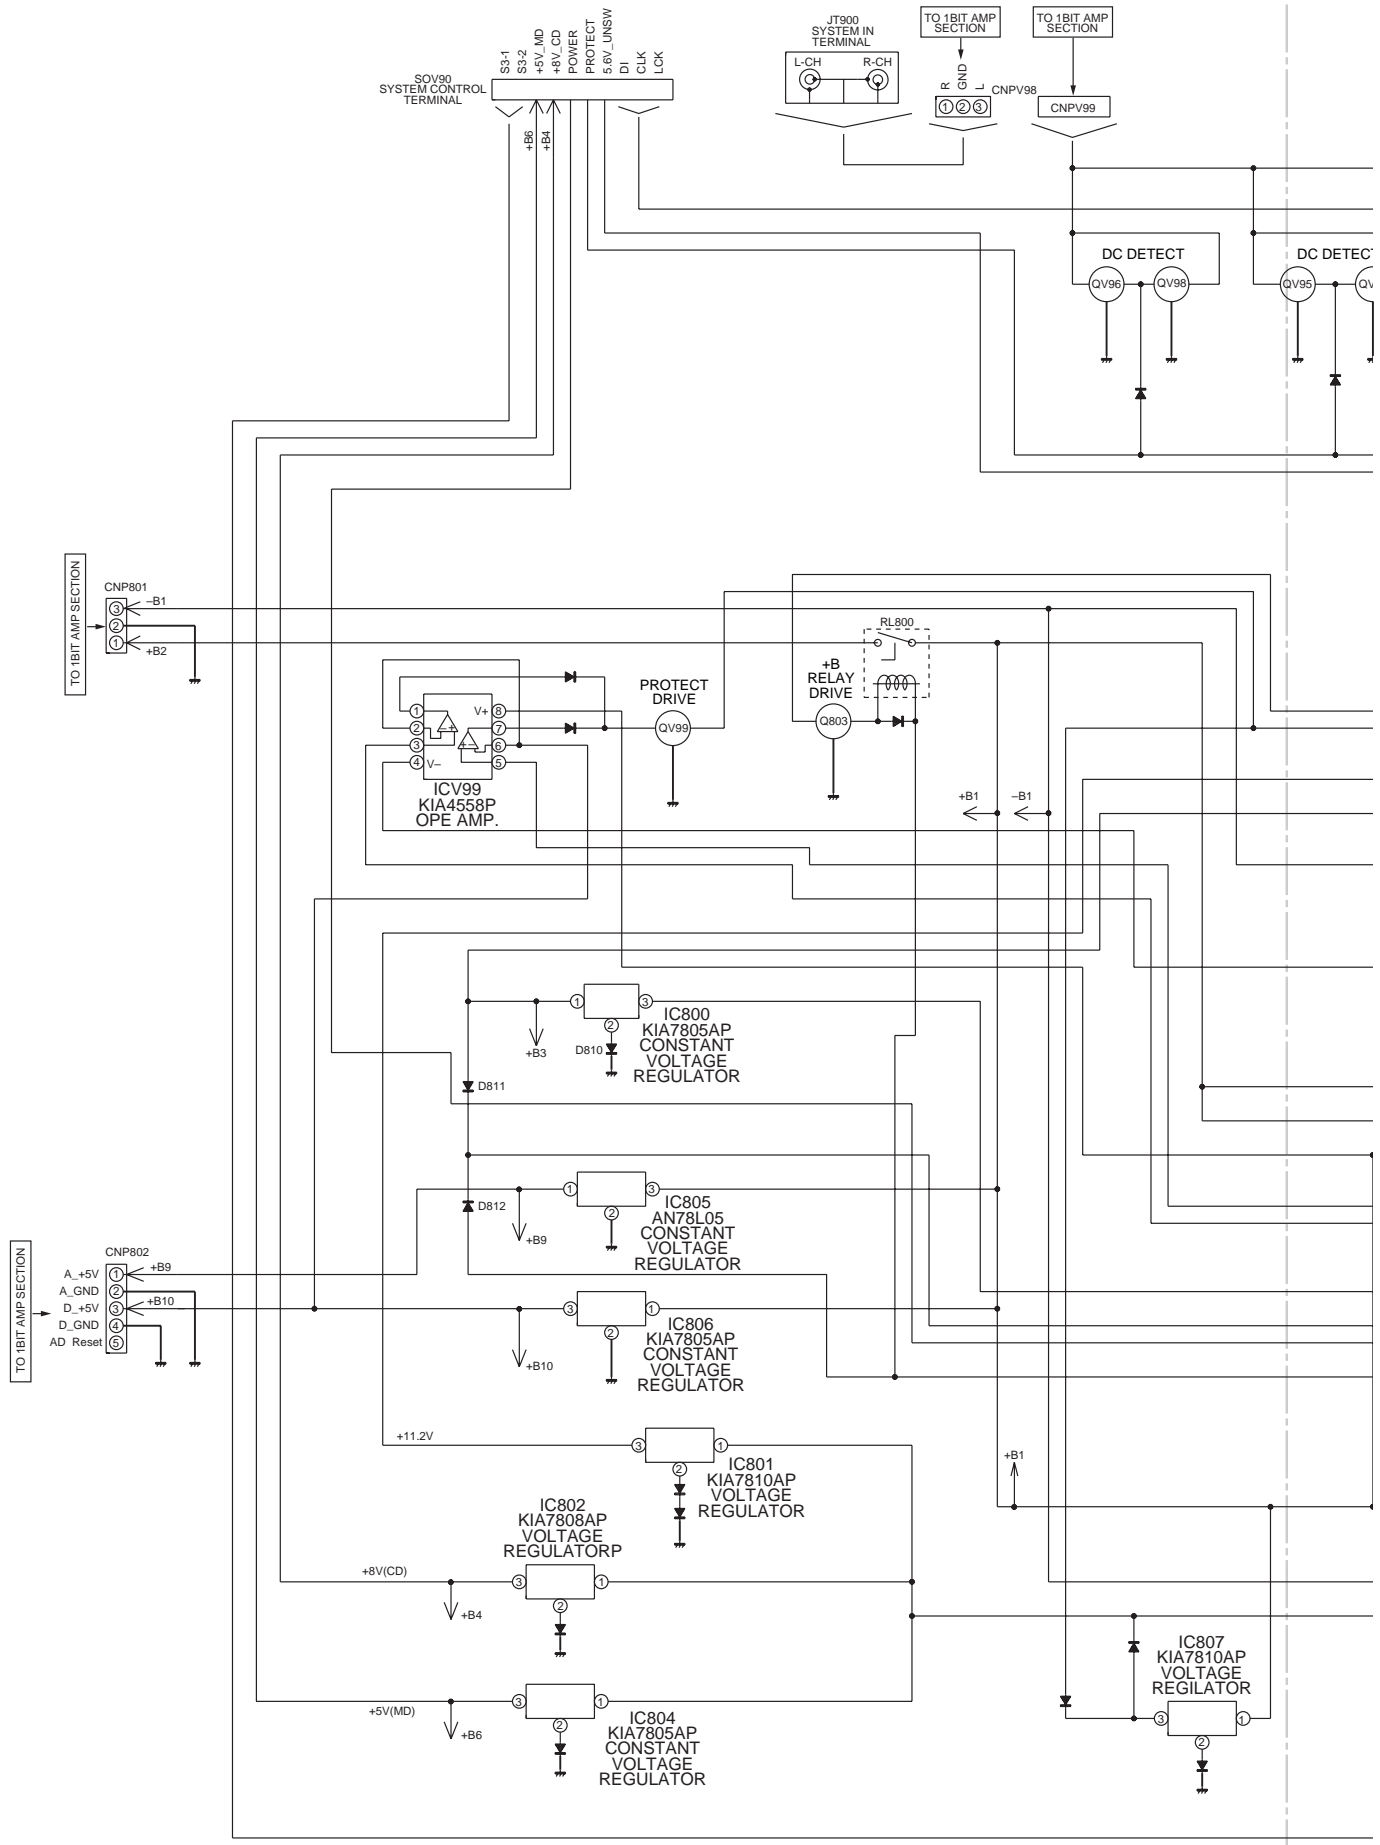 S3-1
S3-2
+5V_MD
+8V_CD
POWER
PROTECT
5.6V_UNSW
DI
CLK
LCK
SOV90
SYSTEM CONTROL
TERMINAL
+B6
+B4
JT900
SYSTEM IN
TERMINAL
L-CH
R-CH
TO 1BIT AMP
SECTION
R
GND
L
CNPV98
1
2
3
TO 1BIT AMP
SECTION
CNPV99
DC DETECT
QV96
QV98
DC DETECT
QV95
QV
TO 1BIT AMP SECTION
CNP801
3
–B1
2
1
+B2
RL800
+B
RELAY
DRIVE
Q803
PROTECT
DRIVE
QV99
1
V+
8
2
– +
7
3
+ –
6
4
V–
5
ICV99
KIA4558P
OPE AMP.
+B1
–B1
1
3
2
IC800
KIA7805AP
CONSTANT
VOLTAGE
REGULATOR
+B3
D810
D811
1
3
2
IC805
AN78L05
CONSTANT
VOLTAGE
REGULATOR
D812
+B9
TO 1BIT AMP SECTION
CNP802
A_+5V
1
+B9
A_GND
2
D_+5V
3
+B10
D_GND
4
AD Reset
5
3
1
2
IC806
KIA7805AP
CONSTANT
VOLTAGE
REGULATOR
+B10
+11.2V
3
1
2
IC801
KIA7810AP
VOLTAGE
REGULATOR
+B1
IC802
KIA7808AP
VOLTAGE
REGULATORP
+8V(CD)
3
1
2
+B4
IC807
KIA7810AP
VOLTAGE
REGILATOR
3
1
2
+5V(MD)
3
1
2
+B6
IC804
KIA7805AP
CONSTANT
VOLTAGE
REGULATOR